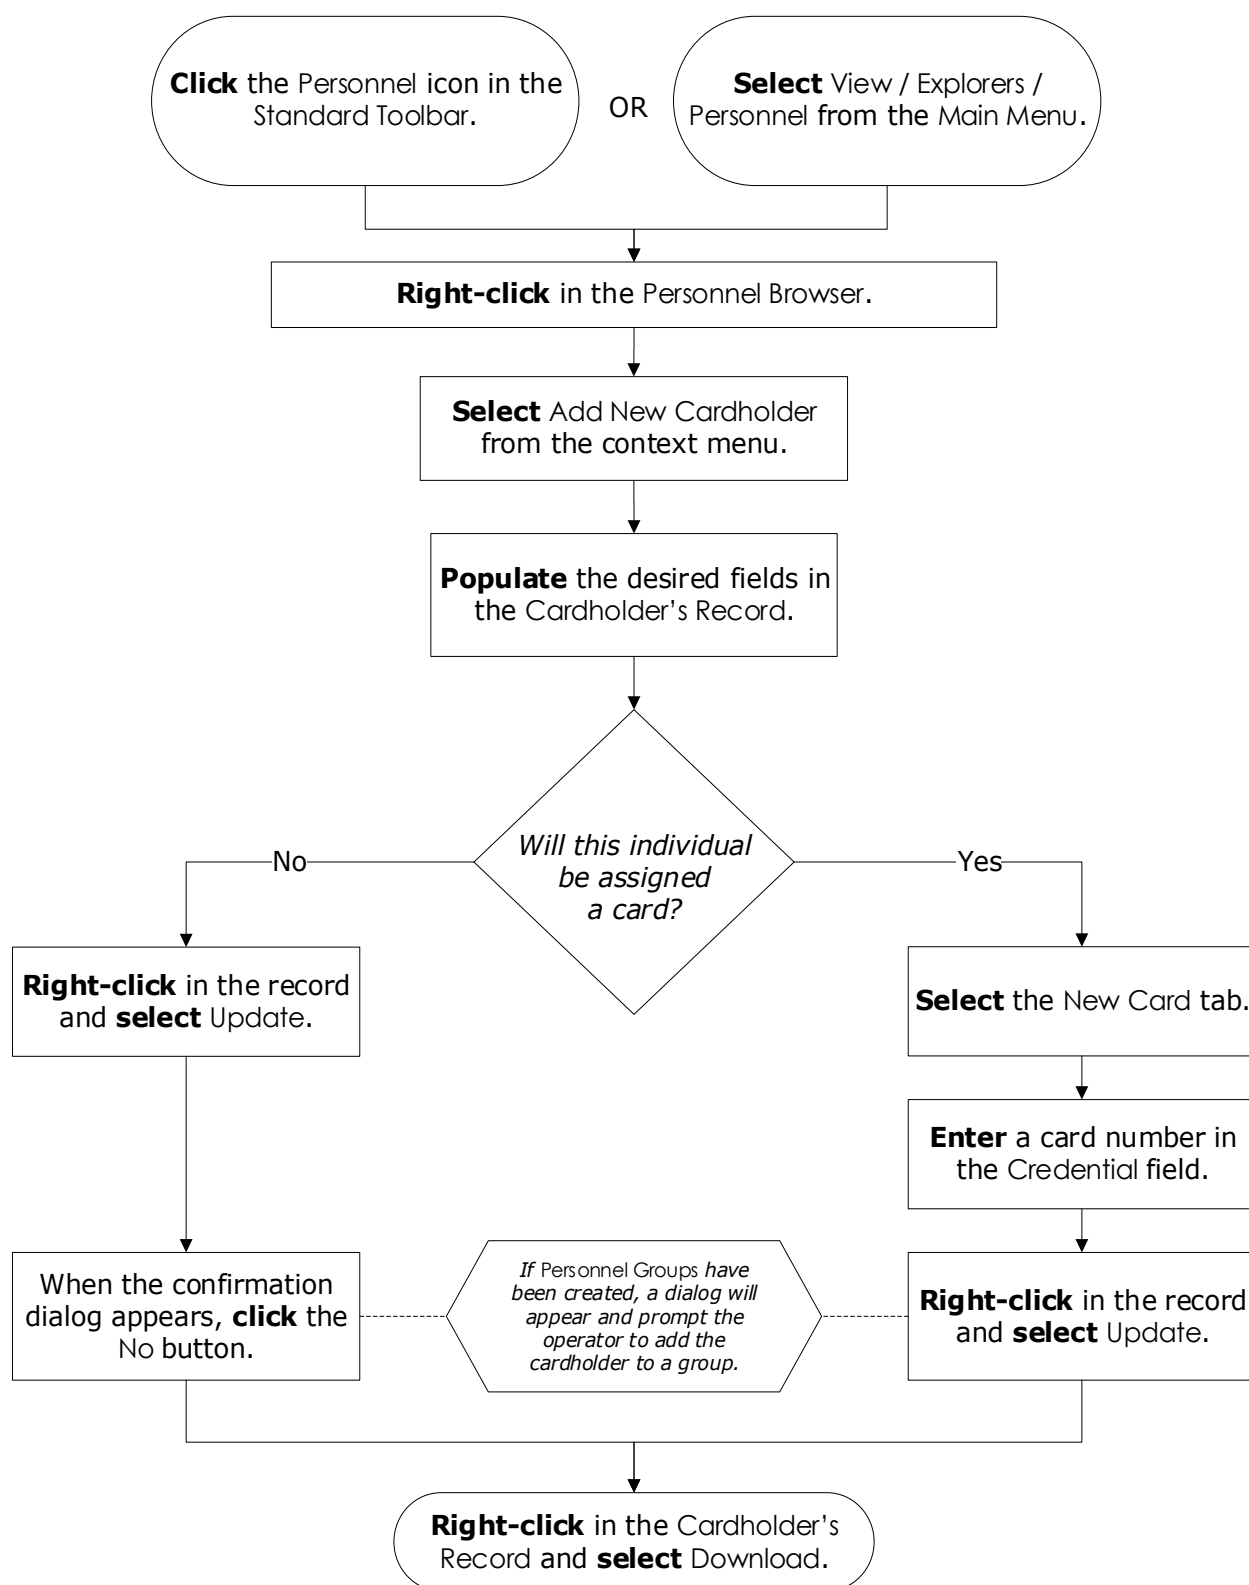 Click the Personnel icon in the
Standard Toolbar.
OR
Select View / Explorers /
Personnel from the Main Menu.
Right-click in the Personnel Browser.
Select Add New Cardholder
from the context menu.
Populate the desired fields in
the Cardholder's Record.
Will this individual
be assigned
a card?
No
Yes
Right-click in the record
and select Update.
Select the New Card tab.
Enter a card number in
the Credential field.
When the confirmation
dialog appears, click the
No button.
If Personnel Groups have
been created, a dialog will
appear and prompt the
operator to add the
cardholder to a group.
Right-click in the record
and select Update.
Right-click in the Cardholder's
Record and select Download.